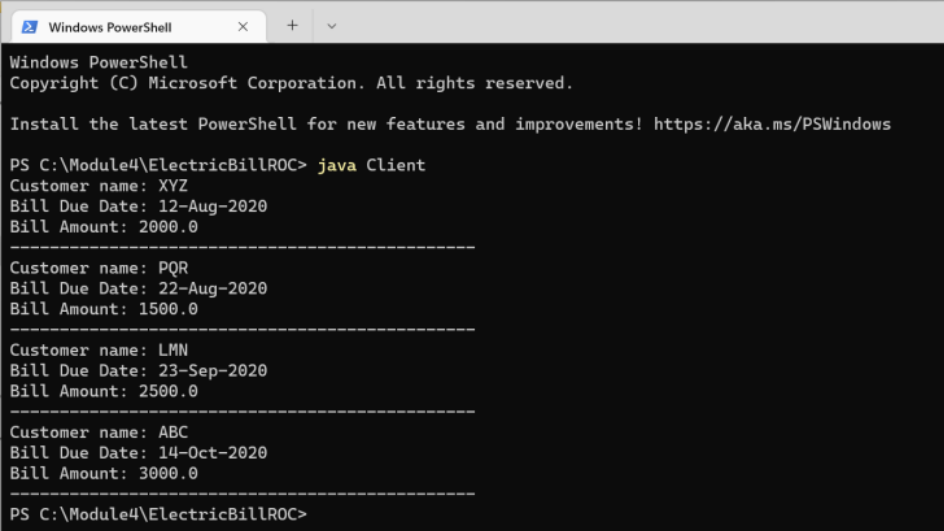 Windows PowerShell
Windows PowerShell
Copyright (C) Microsoft Corporation. All rights reserved.
Install the latest PowerShell for new features and improvements! https://aka.ms/PSWindows
PS C:\Module4\ElectricBillROC> java Client
Customer name: XYZ
Bill Due Date: 12-Aug-2020
Bill Amount: 2000.0
-----------------------------------------------
Customer name: PQR
Bill Due Date: 22-Aug-2020
Bill Amount: 1500.0
-----------------------------------------------
Customer name: LMN
Bill Due Date: 23-Sep-2020
Bill Amount: 2500.0
-----------------------------------------------
Customer name: ABC
Bill Due Date: 14-Oct-2020
Bill Amount: 3000.0
-----------------------------------------------
PS C:\Module4\ElectricBillROC>